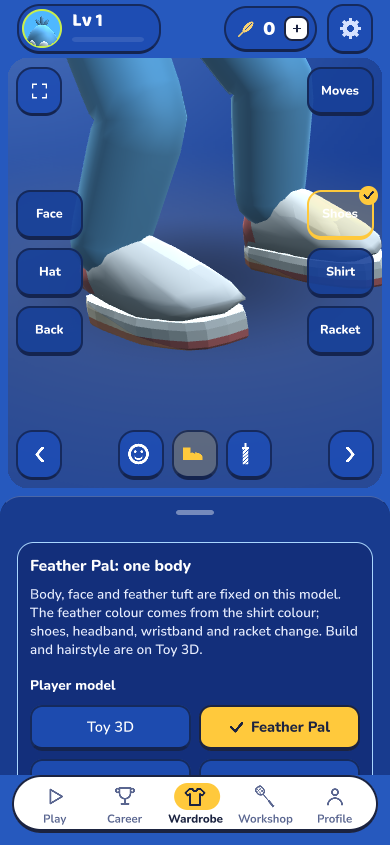 Lv 1
0
+
Moves
Face
Shoes
Hat
Shirt
Back
Racket
Feather Pal: one body
Body, face and feather tuft are fixed on this model.
The feather colour comes from the shirt colour;
shoes, headband, wristband and racket change. Build
and hairstyle are on Toy 3D.
Player model
Toy 3D
Feather Pal
Play
Career
Wardrobe
Workshop
Profile